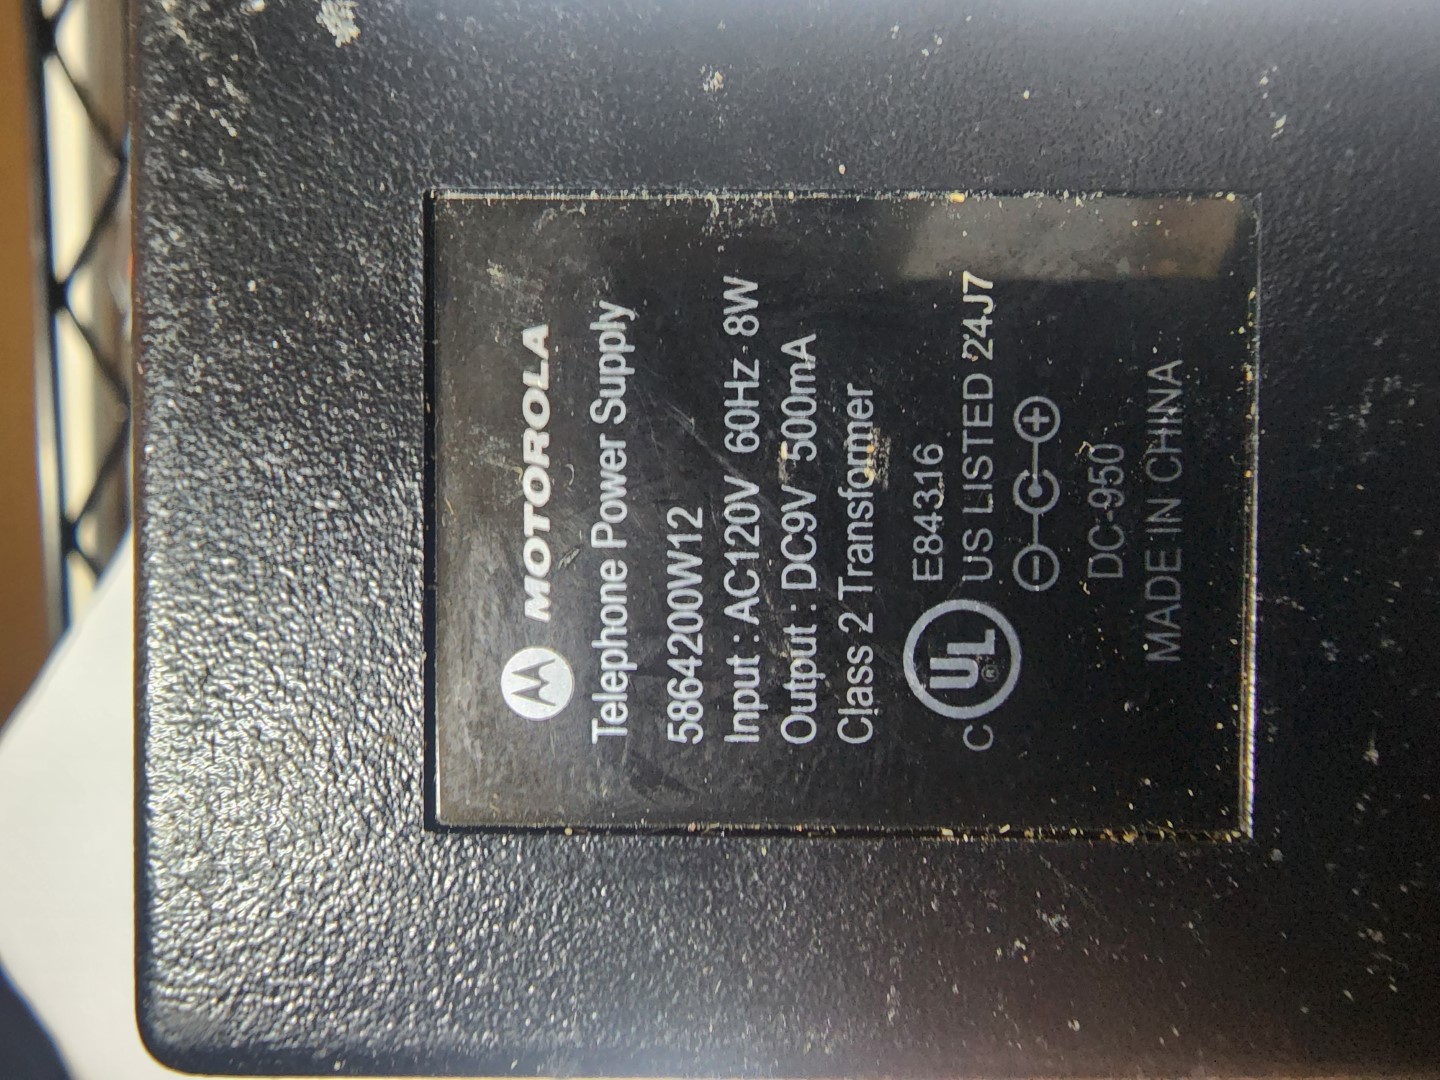 MOTOROLA
Telephone Power Supply
5864200W12
Input : AC120V 60Hz 8W
Output : DC9V 500mA
Class 2 Transformer
E84316
C UL ® US LISTED 24J7
DC-950
MADE IN CHINA